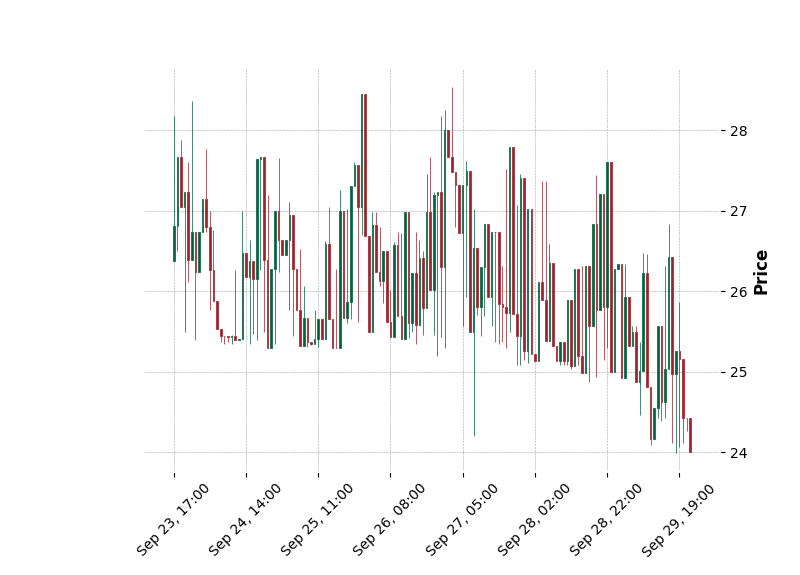 28
27
26
25
24
Price
Sep 23, 17:00
Sep 24, 14:00
Sep 25, 11:00
Sep 26, 08:00
Sep 27, 05:00
Sep 28, 02:00
Sep 28, 22:00
Sep 29, 19:00